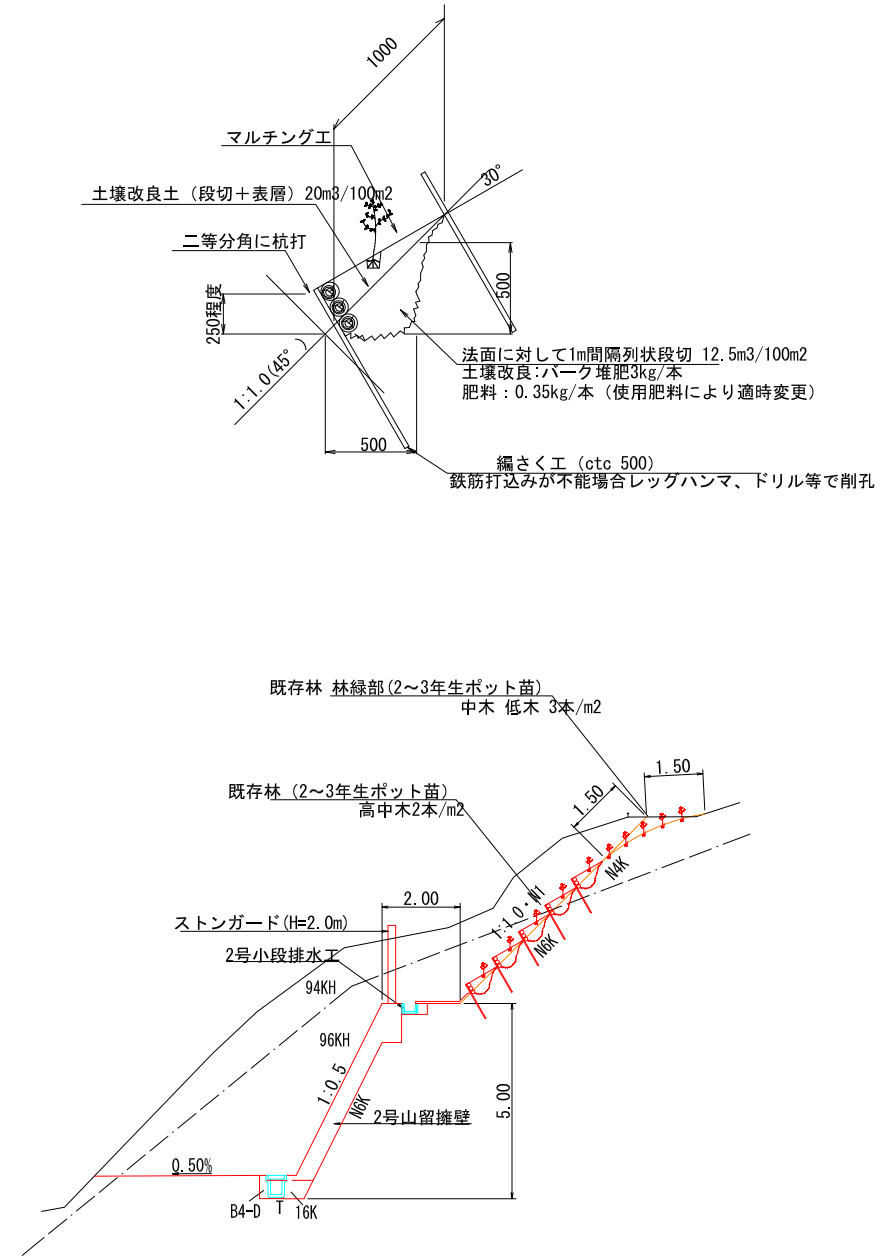 1000
マルチング工
30°
土壌改良土（段切＋表層）20m3/100m2
二等分角に杭打
250程度
500
法面に対して1m間隔列状段切 12.5m3/100m2
土壌改良:バーク堆肥3kg/本
肥料：0.35kg/本（使用肥料により適時変更）
1:1.0(45°)
500
編さく工（ctc 500）
鉄筋打込みが不能場合レッグハンマ、ドリル等で削孔
既存林 林緑部(2～3年生ポット苗)
中木 低木 3本/m2
1.50
既存林（2～3年生ポット苗）
高中木2本/m2
1.50
N4K
2.00
1:1.0・N1
ストンガード(H=2.0m)
N6K
2号小段排水工
94KH
96KH
1:0.5
N6K
5.00
2号山留擁壁
0.50%
B4-D
T
16K